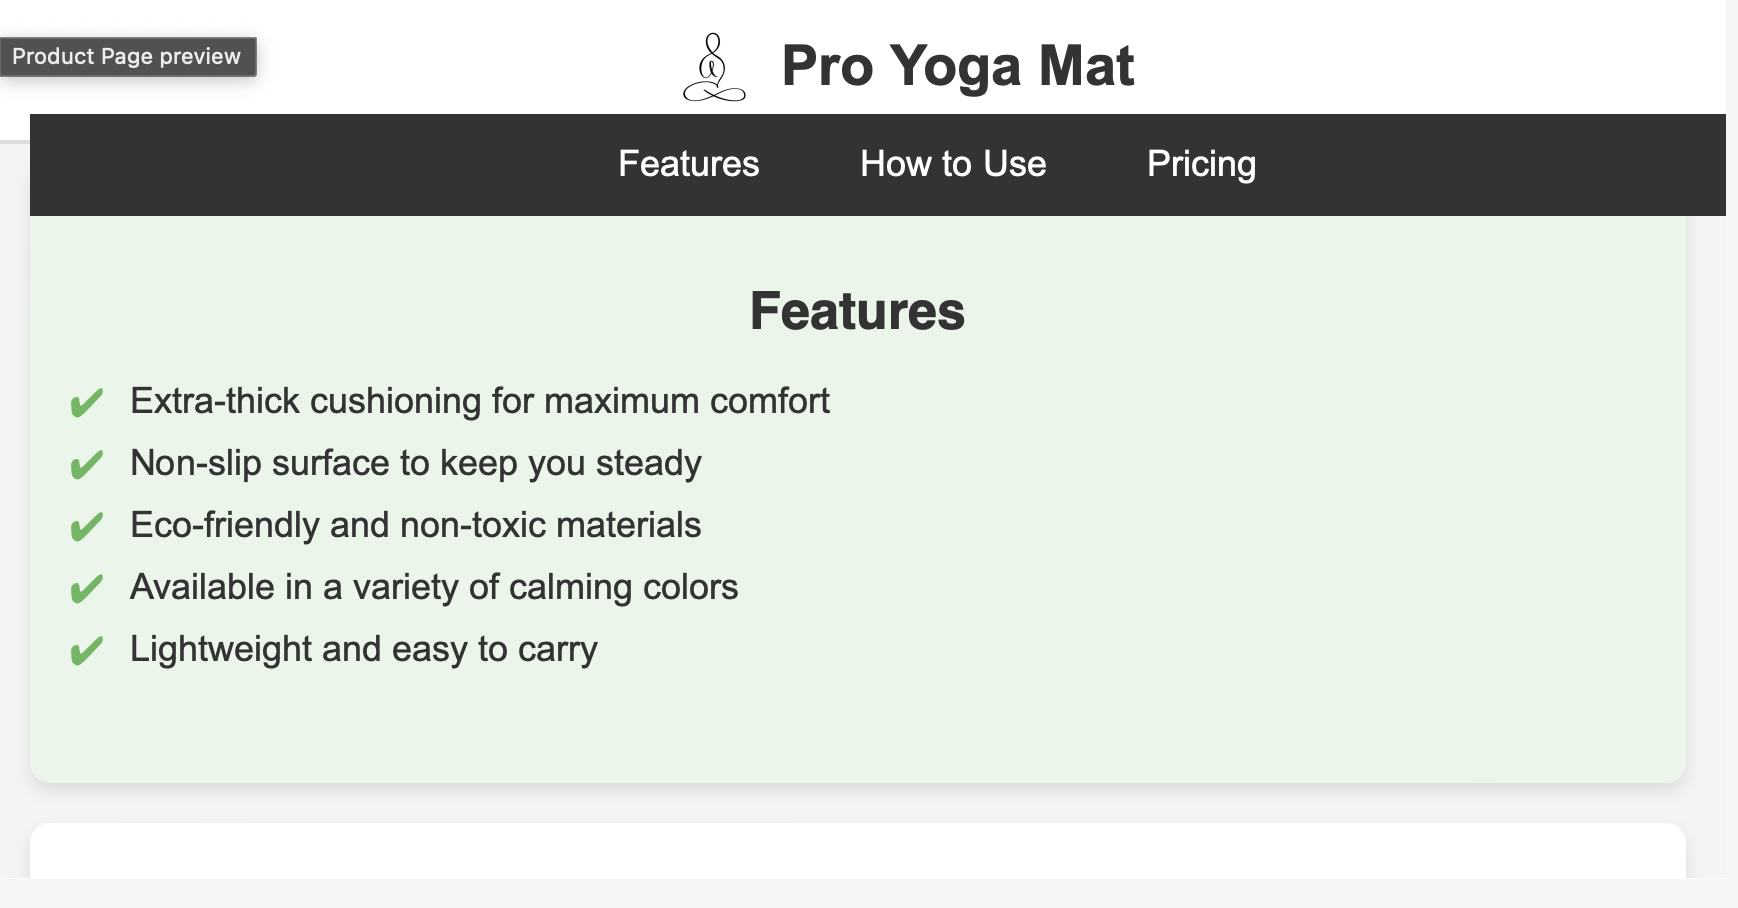 Product Page preview
Pro Yoga Mat
Features
How to Use
Pricing
Features
✔ Extra-thick cushioning for maximum comfort
✔ Non-slip surface to keep you steady
✔ Eco-friendly and non-toxic materials
✔ Available in a variety of calming colors
✔ Lightweight and easy to carry